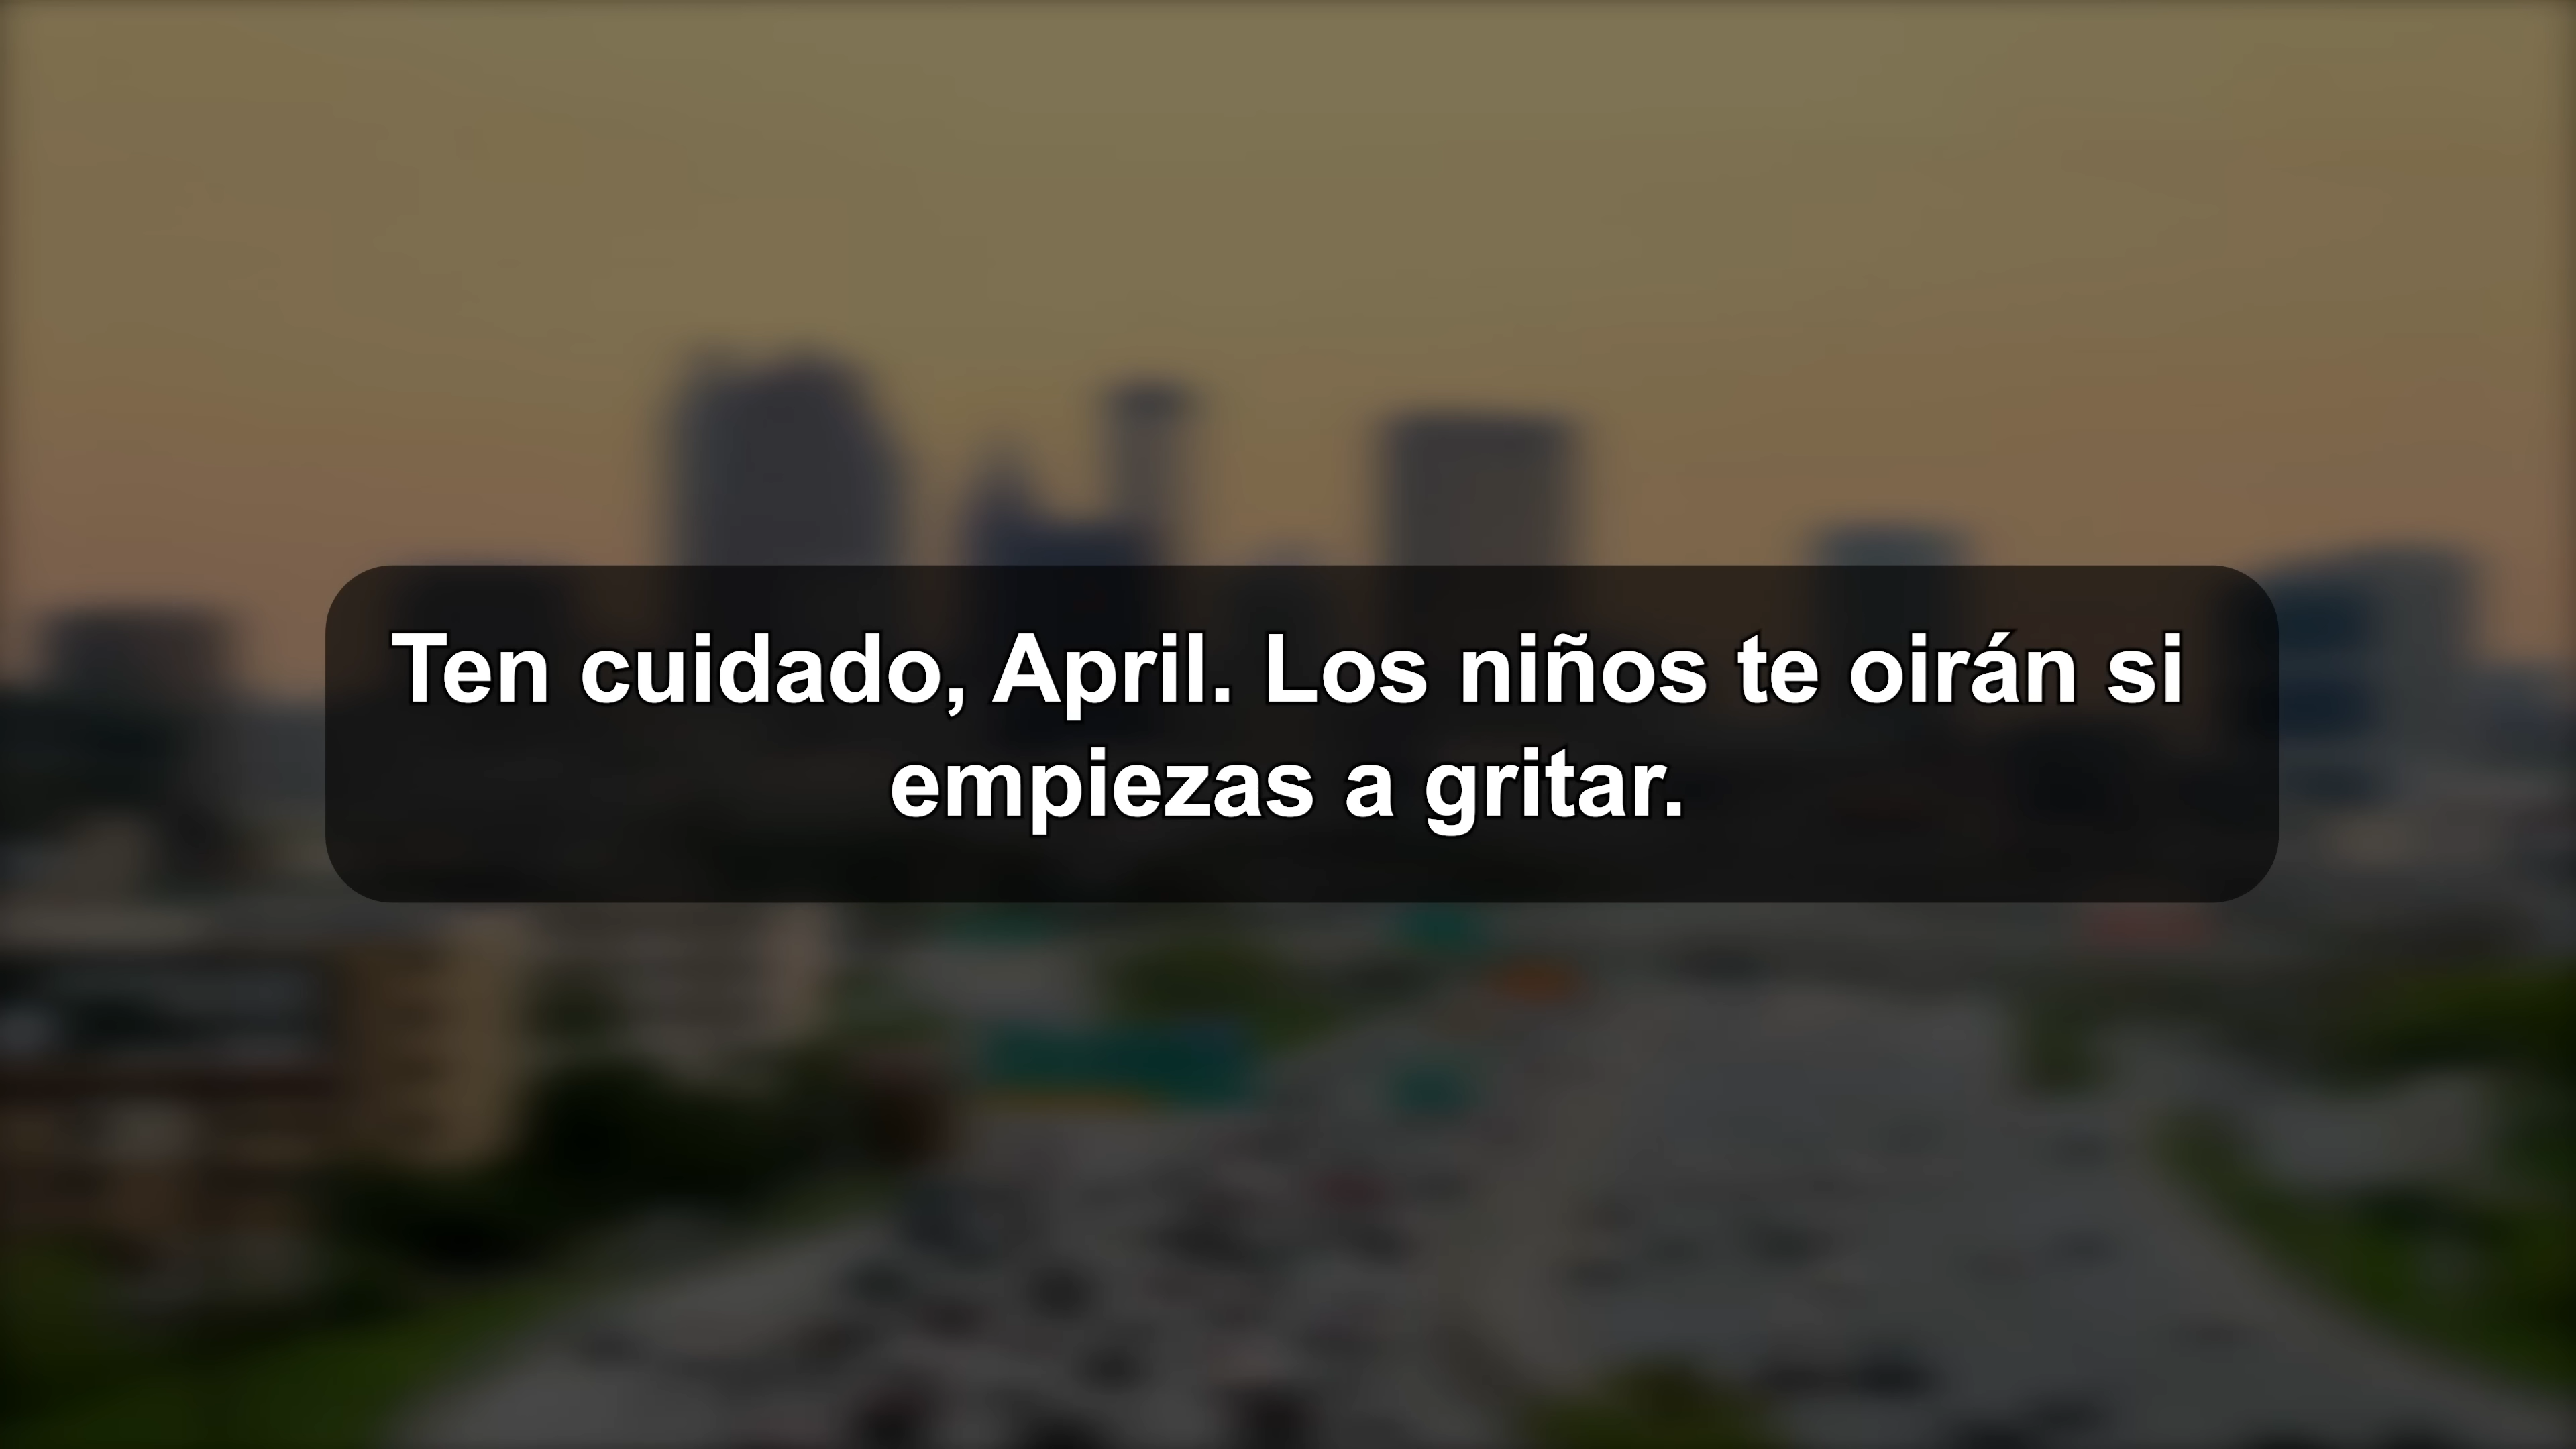 Ten cuidado, April. Los niños te oirán si
empiezas a gritar.